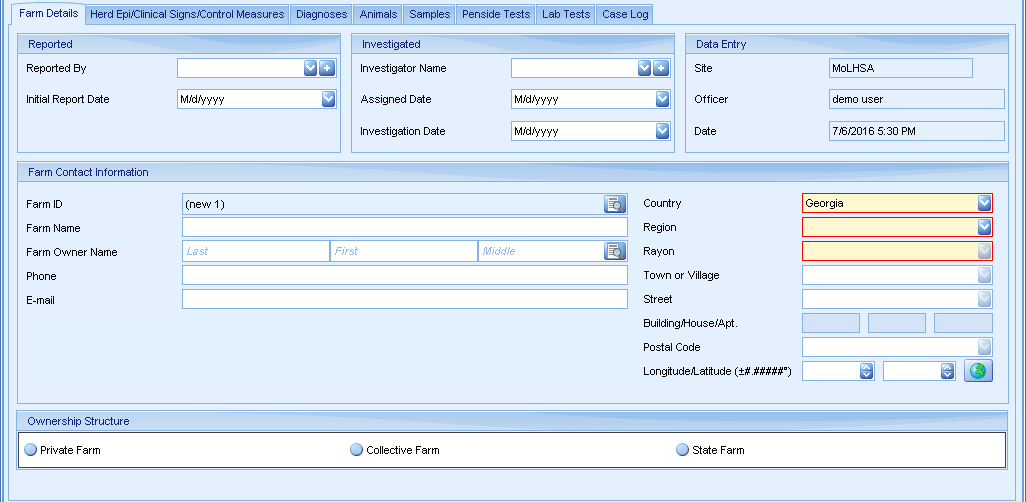 Farm Details Herd Epi/Clinical Signs/Control Measures Diagnoses Animals Samples Penside Tests Lab Tests Case Log
Reported
Reported By
Initial Report Date M/d/yyyy
Investigated
Investigator Name
Assigned Date M/d/yyyy
Investigation Date M/d/yyyy
Data Entry
Site MoLHSA
Officer demo user
Date 7/6/2016 5:30 PM
Farm Contact Information
Farm ID (new 1)
Farm Name
Farm Owner Name Last First Middle
Phone
E-mail
Country Georgia
Region
Rayon
Town or Village
Street
Building/House/Apt.
Postal Code
Longitude/Latitude (±#.#####°)
Ownership Structure
Private Farm Collective Farm State Farm